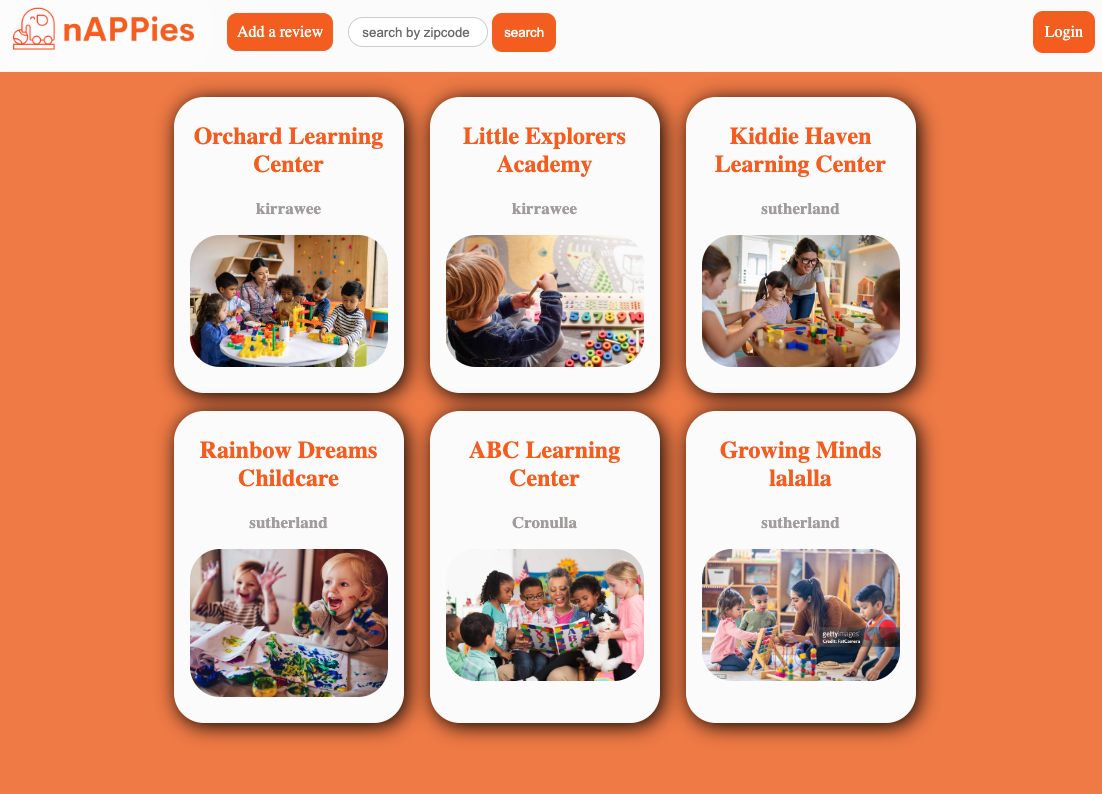 nAPPies
Add a review
search by zipcode
search
Login
Orchard Learning
Center
kirrawee
Little Explorers
Academy
kirrawee
Kiddie Haven
Learning Center
sutherland
Rainbow Dreams
Childcare
sutherland
ABC Learning
Center
Cronulla
Growing Minds
lalalla
sutherland
gettyimages
Credit: FatCamera